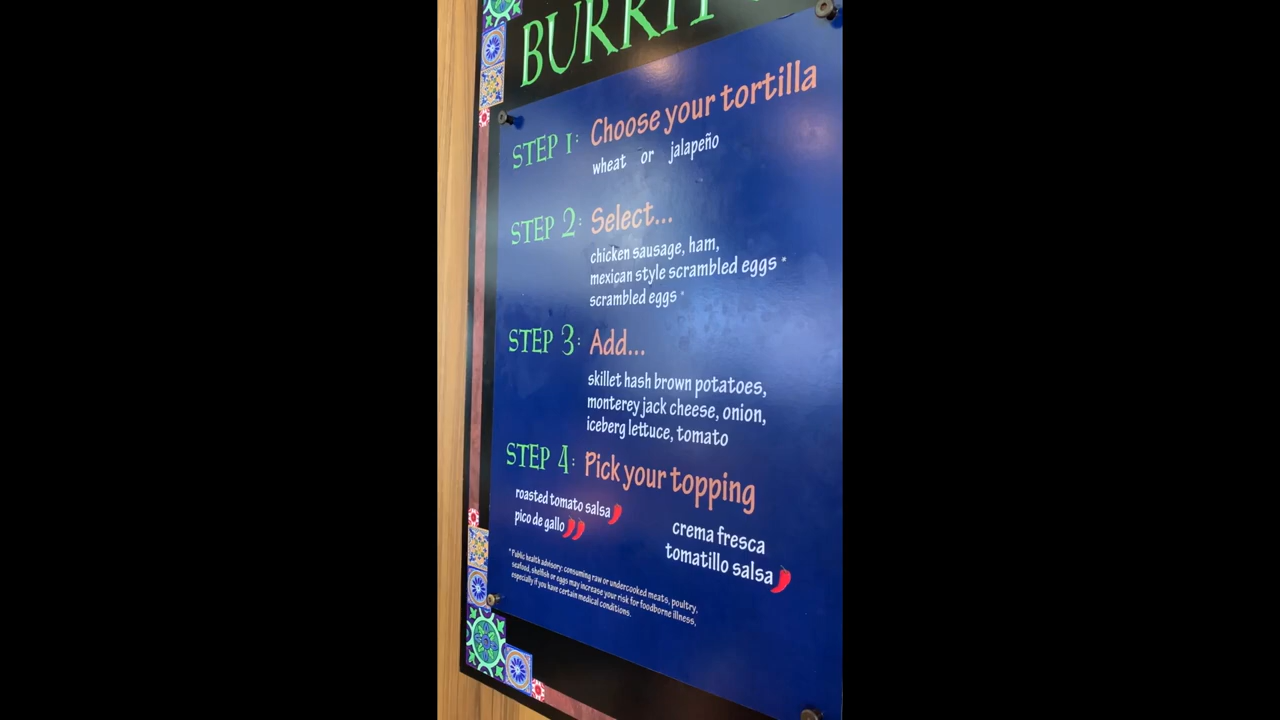 BURRIT
STEP 1: Choose your tortilla
wheat or jalapeño
STEP 2: Select...
chicken sausage, ham,
mexican style scrambled eggs *
scrambled eggs *
STEP 3: Add...
skillet hash brown potatoes,
monterey jack cheese, onion,
iceberg lettuce, tomato
STEP 4: Pick your topping
roasted tomato salsa
pico de gallo
crema fresca
tomatillo salsa
* Public health advisory: consuming raw or undercooked meats, poultry,
seafood, shellfish or eggs may increase your risk for foodborne illness,
especially if you have certain medical conditions.